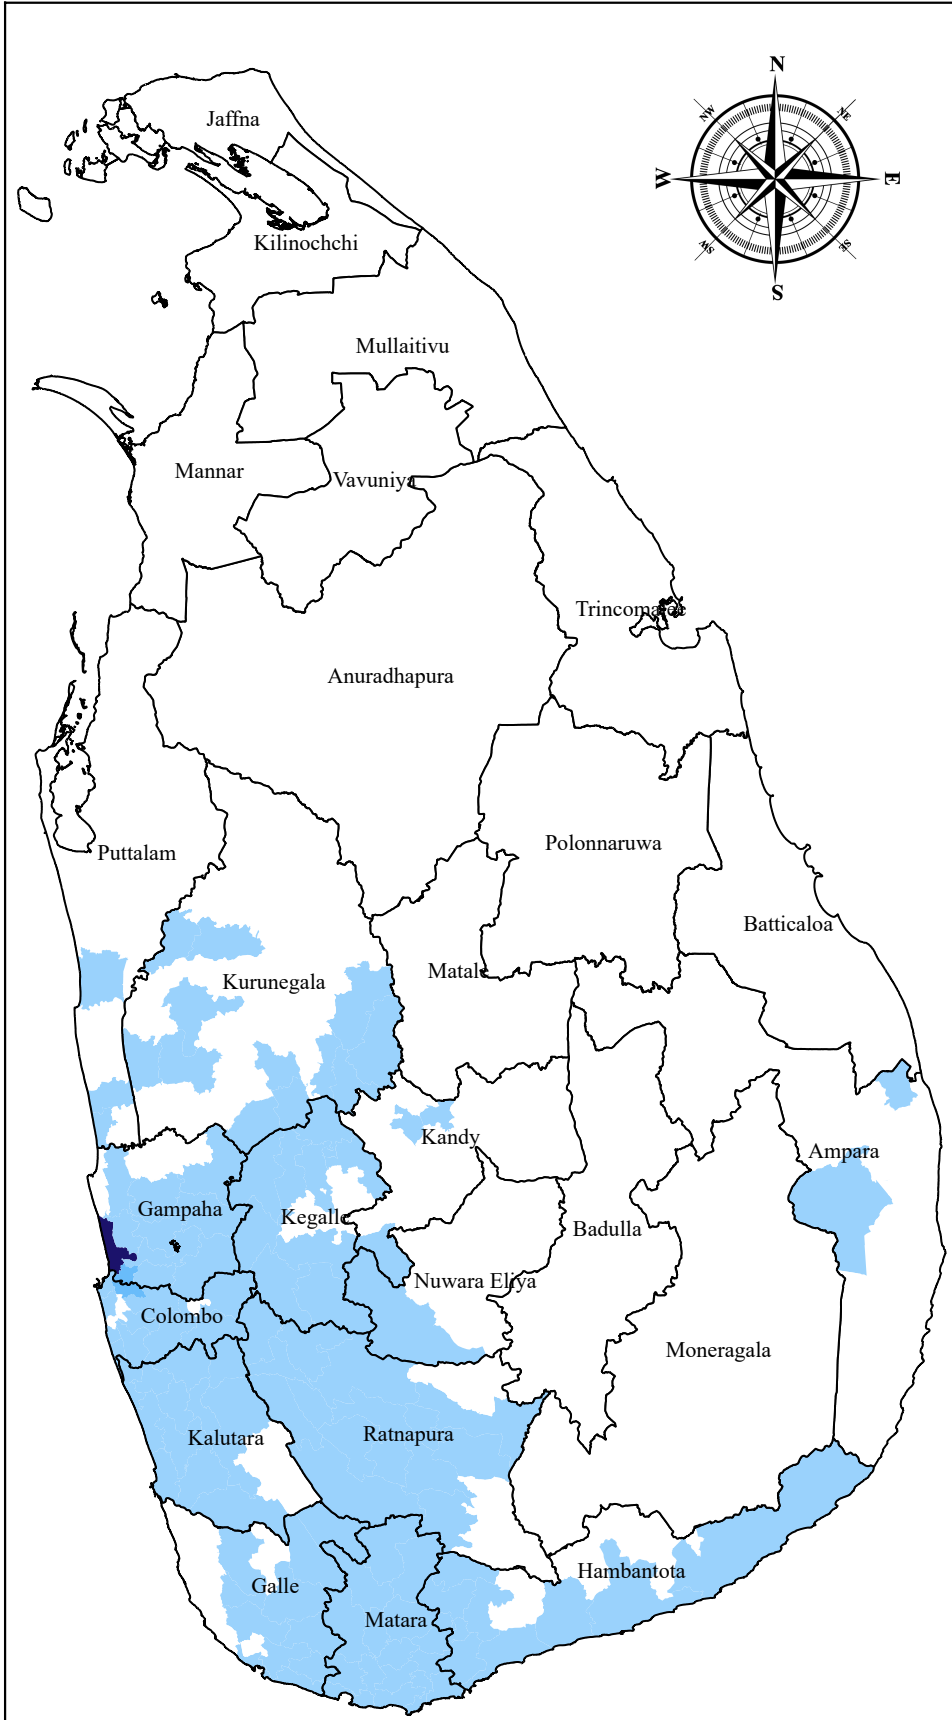 N
NW
NE
W
E
SW
SE
S
Jaffna
Kilinochchi
Mullaitivu
Mannar
Vavuniya
Trincomalee
Anuradhapura
Puttalam
Polonnaruwa
Batticaloa
Kurunegala
Matale
Kandy
Ampara
Gampaha
Kegalle
Badulla
Nuwara Eliya
Colombo
Moneragala
Kalutara
Ratnapura
Hambantota
Galle
Matara